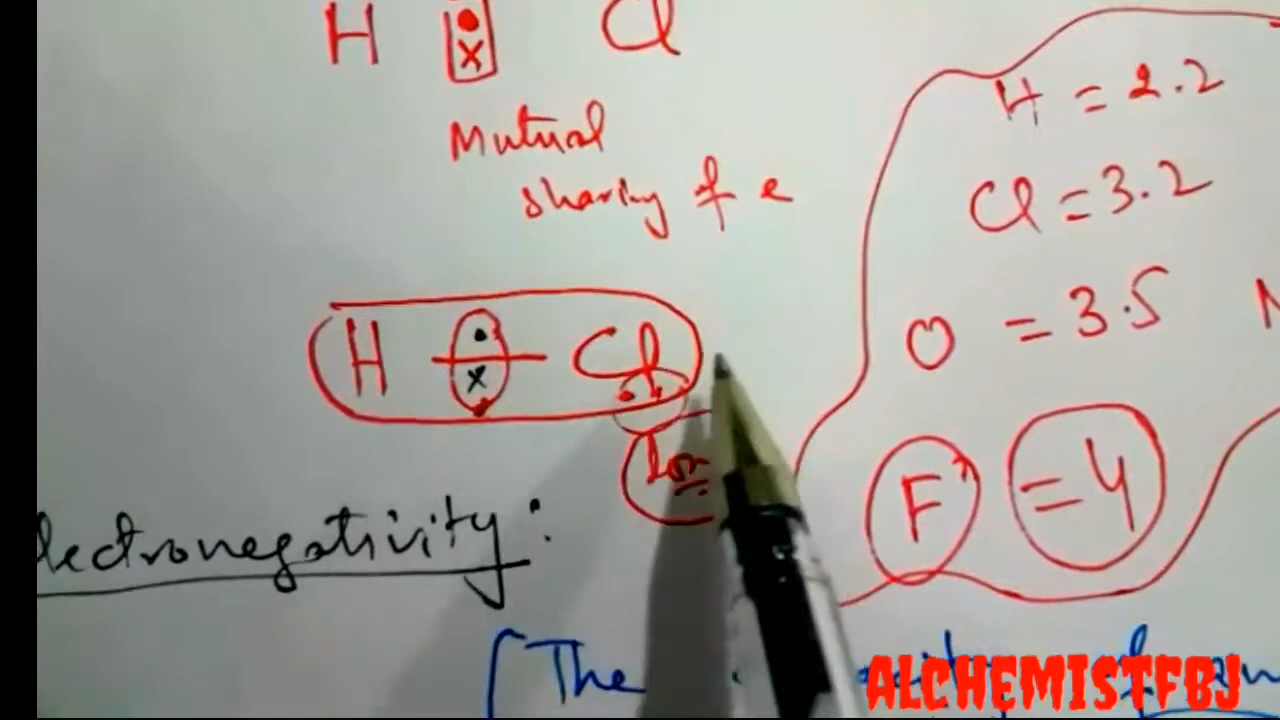 H • x Cl
Mutual
sharing of e
H = 2.2
Cl = 3.2
O = 3.5
F = 4
H • x Cl
lectronegativity:
The
ALCHEMISTFBJ